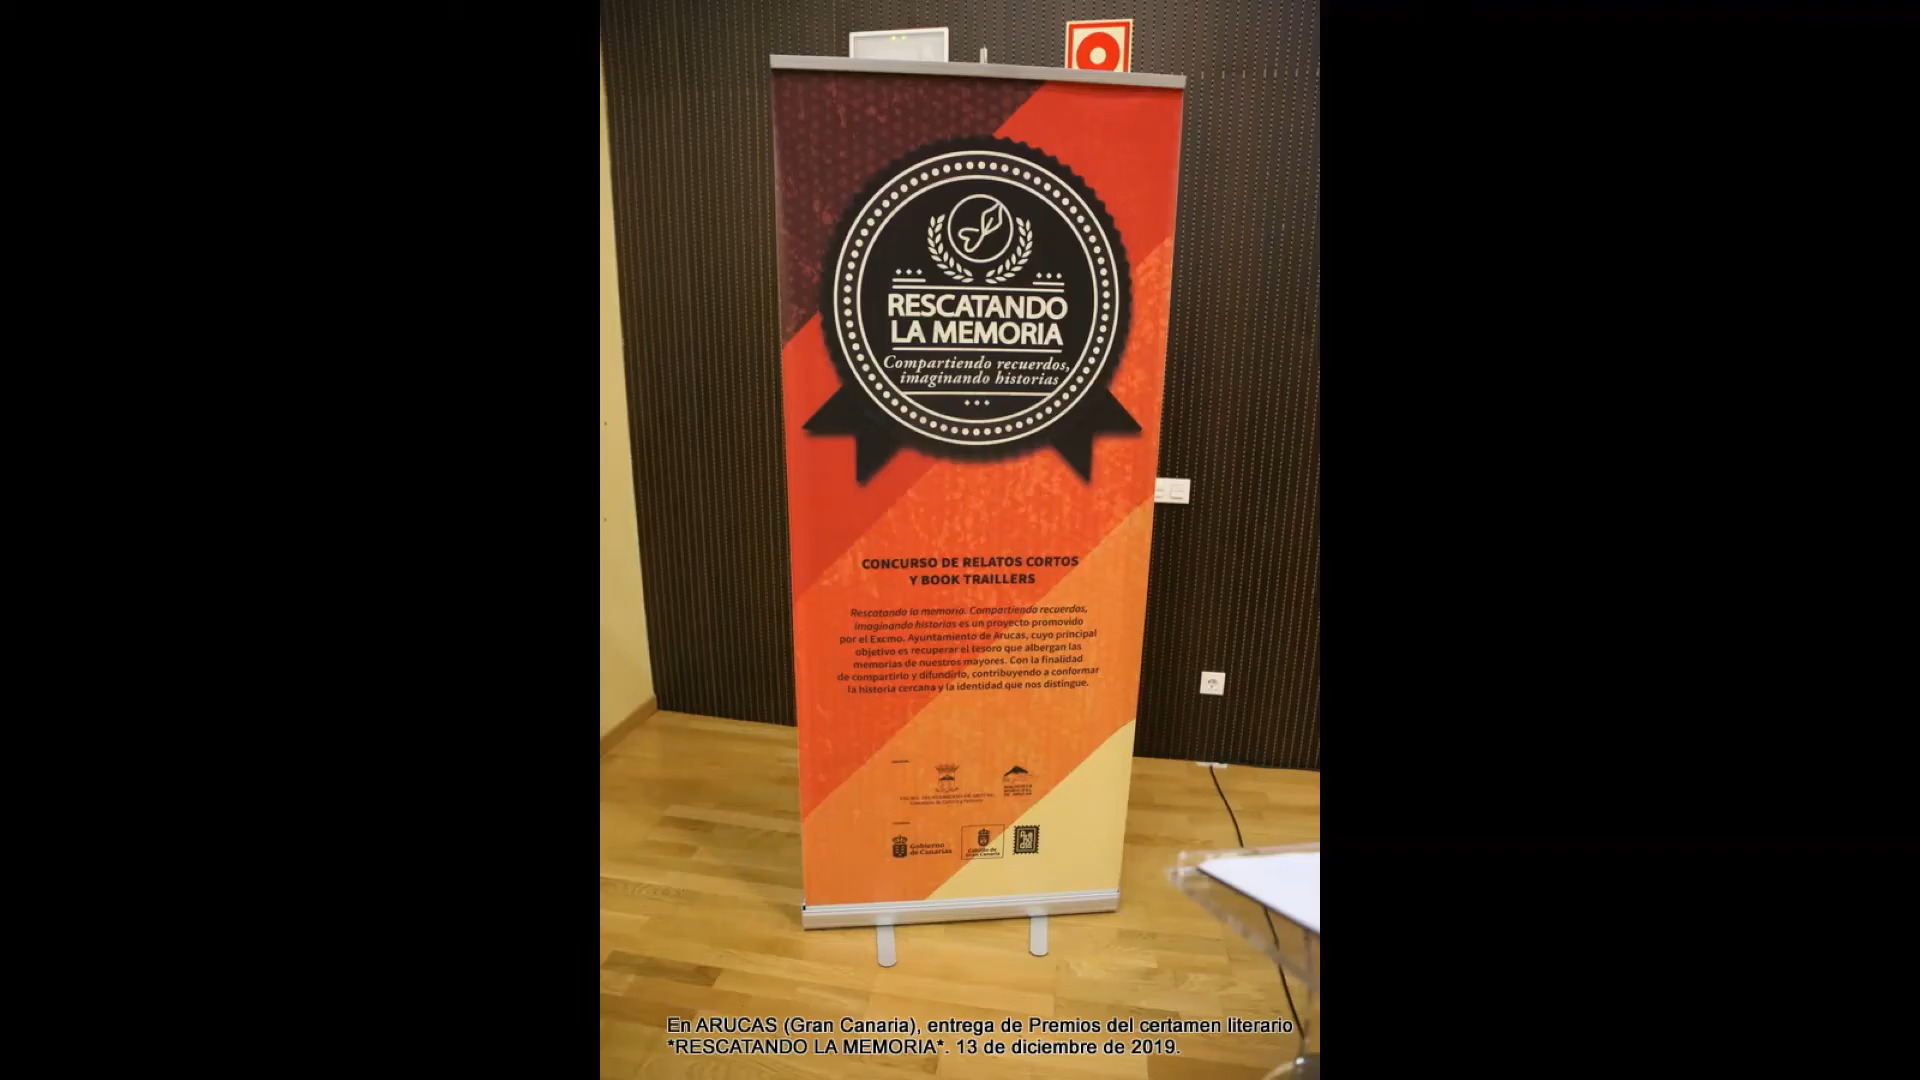 RESCATANDO
LA MEMORIA
Compartiendo recuerdos,
imaginando historias
CONCURSO DE RELATOS CORTOS
Y BOOK TRAILLERS
Rescatando la memoria. Compartiendo recuerdos,
imaginando historias es un proyecto promovido
por el Excmo. Ayuntamiento de Arucas, cuyo principal
objetivo es recuperar el tesoro que albergan las
memorias de nuestros mayores. Con la finalidad
de compartirlo y difundirlo, contribuyendo a conformar
la historia cercana y la identidad que nos distingue.
Gobierno
de Canarias
Cabildo de
Gran Canaria
En ARUCAS (Gran Canaria), entrega de Premios del certamen literario
*RESCATANDO LA MEMORIA*. 13 de diciembre de 2019.